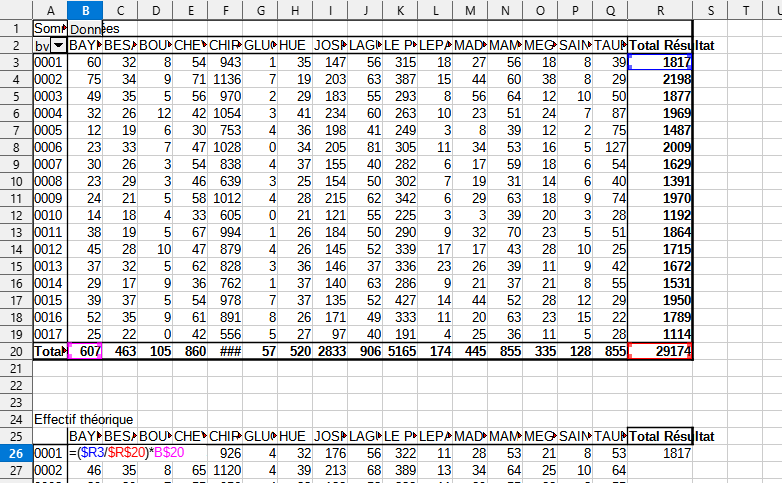 A B C D E F G H I J K L M N O P Q R S T U
1 Som Données
2 bv BAY BES BOU CHE CHIR GLU HUE JOSI LAGI LE P LEPA MAD MAM MEG SAIN TAU Total Résultat
3 0001 60 32 8 54 943 1 35 147 56 315 18 27 56 18 8 39 1817
4 0002 75 34 9 71 1136 7 19 203 63 387 15 44 60 38 8 29 2198
5 0003 49 35 5 56 970 2 29 183 55 293 8 56 64 12 10 50 1877
6 0004 32 26 12 42 1054 3 41 234 60 263 10 23 51 24 7 87 1969
7 0005 12 19 6 30 753 4 36 198 41 249 3 8 39 12 2 75 1487
8 0006 23 33 7 47 1028 0 34 205 81 305 11 34 53 16 5 127 2009
9 0007 30 26 3 54 838 4 37 155 40 282 6 17 59 18 6 54 1629
10 0008 23 29 3 46 639 3 25 154 50 302 7 19 31 14 6 40 1391
11 0009 24 21 5 58 1012 4 28 215 62 342 6 29 63 18 9 74 1970
12 0010 14 18 4 33 605 0 21 121 55 225 3 3 39 20 3 28 1192
13 0011 38 19 5 67 994 1 26 184 50 290 9 32 70 23 5 51 1864
14 0012 45 28 10 47 879 4 26 145 52 339 17 17 43 28 10 25 1715
15 0013 37 32 5 62 828 3 36 146 37 336 23 26 39 11 9 42 1672
16 0014 29 17 9 36 762 1 37 140 63 286 9 21 37 21 8 55 1531
17 0015 39 37 5 54 978 7 37 135 52 427 14 44 52 28 12 29 1950
18 0016 52 35 9 61 891 8 26 171 49 333 11 20 63 23 15 22 1789
19 0017 25 22 0 42 556 5 27 97 40 191 4 25 36 11 5 28 1114
20 Total 607 463 105 860 ### 57 520 2833 906 5165 174 445 855 335 128 855 29174
21
22
23
24 Effectif théorique
25 BAY BES BOU CHE CHIR GLU HUE JOSI LAGI LE P LEPA MAD MAM MEG SAIN TAU Total Résultat
26 0001 =($R3/$R$20)*B$20 926 4 32 176 56 322 11 28 53 21 8 53 1817
27 0002 46 35 8 65 1120 4 39 213 68 389 13 34 64 25 10 64